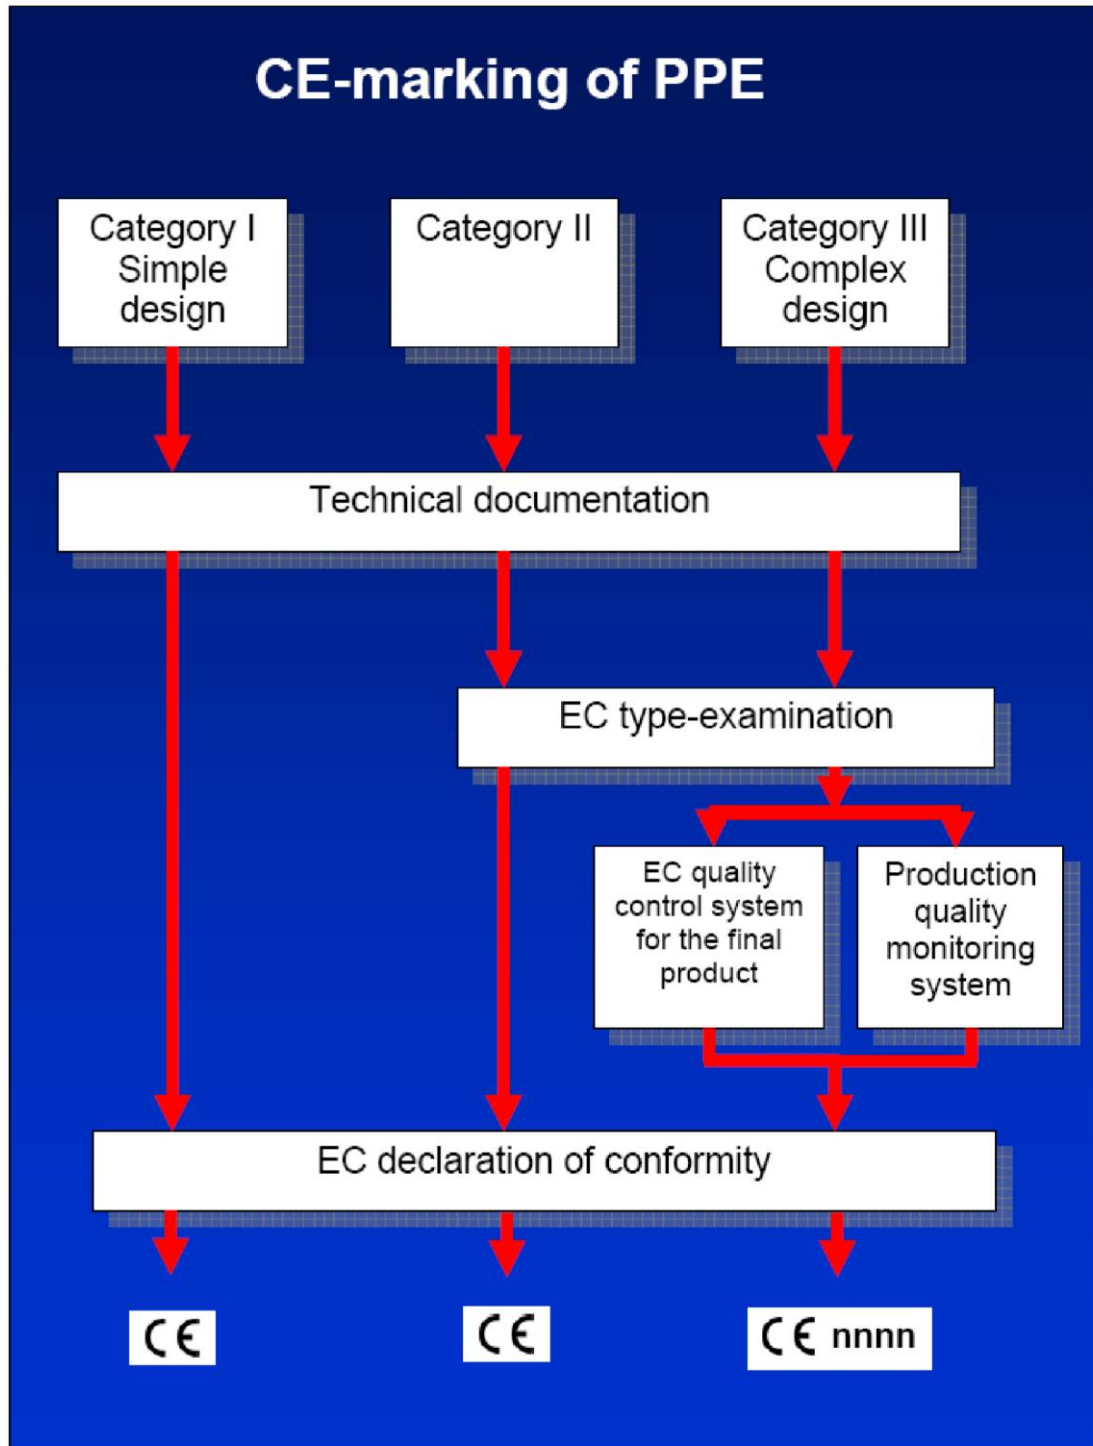 CE-marking of PPE
Category I
Simple
design
Category II
Category III
Complex
design
Technical documentation
EC type-examination
EC quality
control system
for the final
product
Production
quality
monitoring
system
EC declaration of conformity
CE
CE
CE nnnn